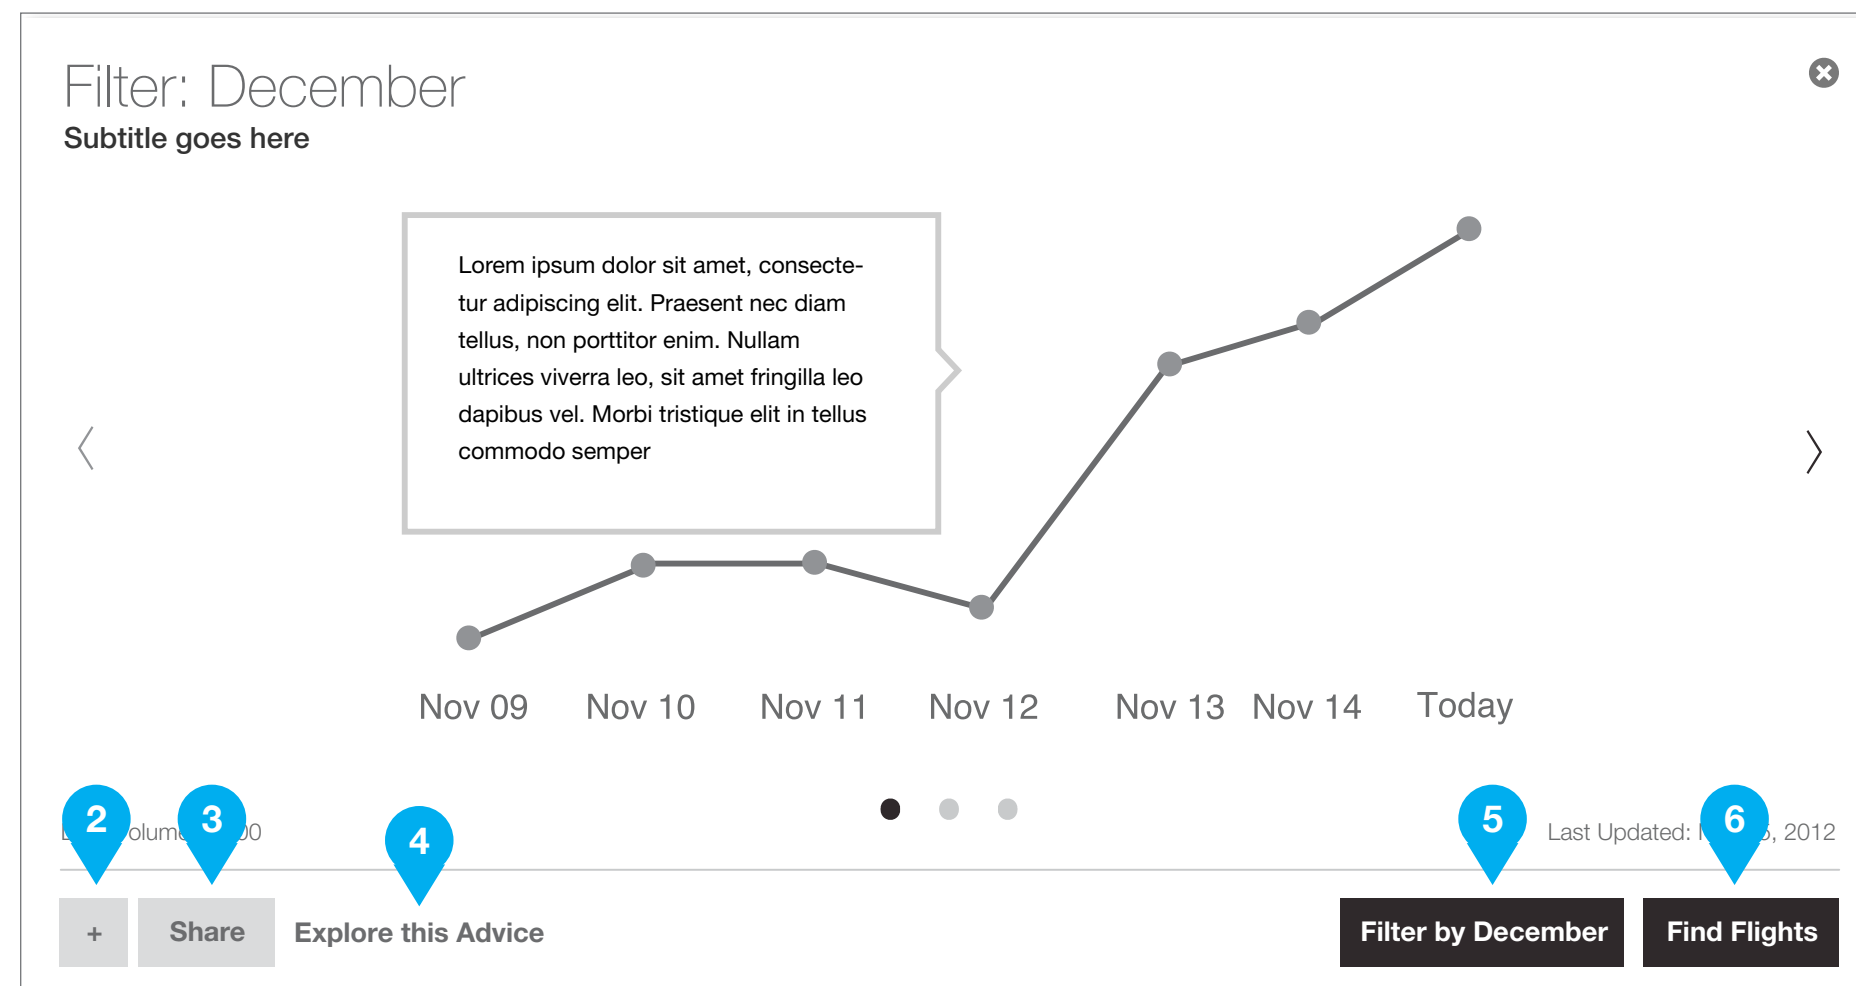 Filter: December
Subtitle goes here
Lorem ipsum dolor sit amet, consecte-
tur adipiscing elit. Praesent nec diam
tellus, non porttitor enim. Nullam
ultrices viverra leo, sit amet fringilla leo
dapibus vel. Morbi tristique elit in tellus
commodo semper
Nov 09 Nov 10 Nov 11 Nov 12 Nov 13 Nov 14 Today
2 3 4 5 6
Last Updated: 2012
+ Share Explore this Advice Filter by December Find Flights